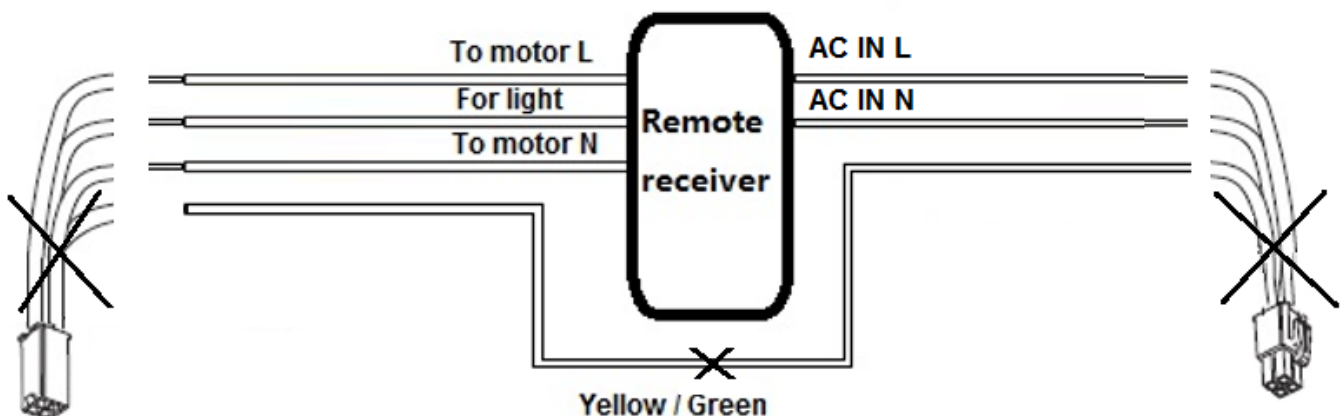 To motor L
For light
To motor N
Remote
receiver
AC IN L
AC IN N
Yellow / Green